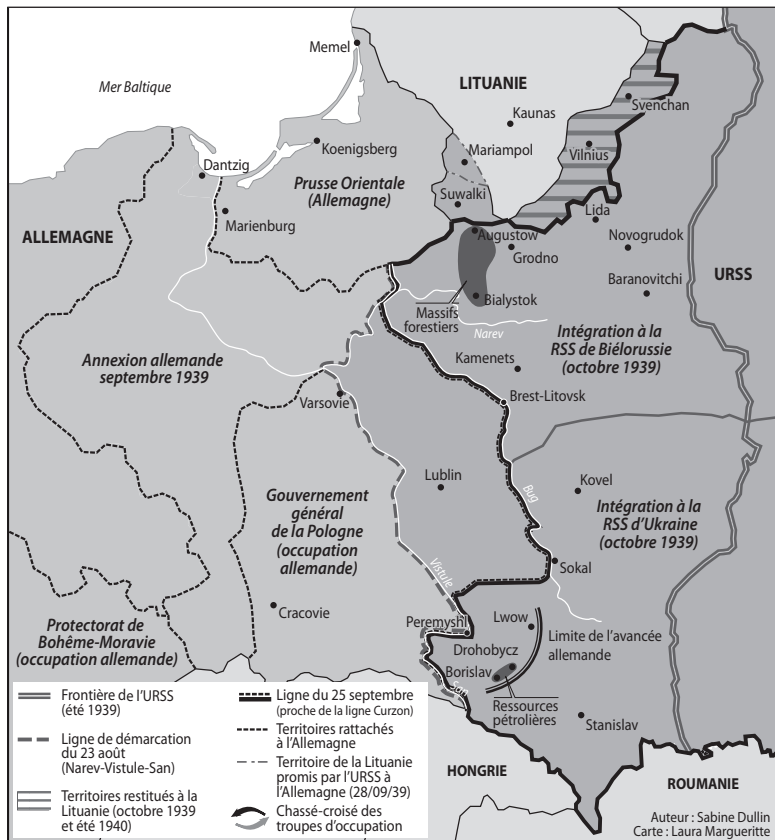 Memel
Mer Baltique
LITUANIE
Svenchan
Kaunas
Koenigsberg
Mariampol
Vilnius
Dantzig
Prusse Orientale
(Allemagne)
Suwalki
Lida
Marienburg
ALLEMAGNE
Augustow
Grodno
Novogrudok
URSS
Baranovitchi
Bialystok
Massifs
forestiers
Narev
Intégration à la
RSS de Biélorussie
(octobre 1939)
Annexion allemande
septembre 1939
Kamenets
Varsovie
Brest-Litovsk
Lublin
Kovel
Bug
Gouvernement
général
de la Pologne
(occupation
allemande)
Intégration à la
RSS d'Ukraine
(octobre 1939)
Vistule
Sokal
Cracovie
Protectorat de
Bohême-Moravie
(occupation allemande)
Peremyshl
Lwow
Drohobycz
Limite de l'avancée
allemande
Borislav
San
Ressources
pétrolières
Stanislav
HONGRIE
ROUMANIE
Frontière de l'URSS
(été 1939)
Ligne de démarcation
du 23 août
(Narev-Vistule-San)
Territoires restitués à la
Lituanie (octobre 1939
et été 1940)
Ligne du 25 septembre
(proche de la ligne Curzon)
Territoires rattachés
à l'Allemagne
Territoire de la Lituanie
promis par l'URSS à
l'Allemagne (28/09/39)
Chassé-croisé des
troupes d'occupation
Auteur : Sabine Dullin
Carte : Laura Margueritte